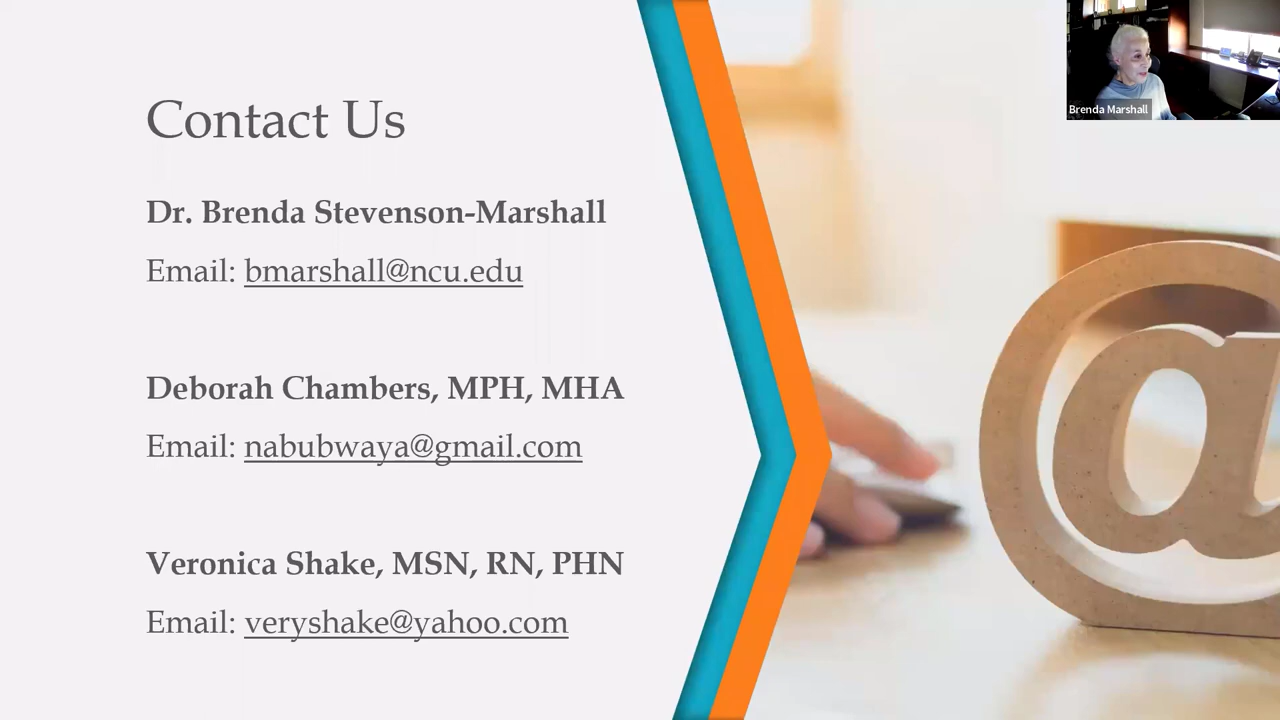 Contact Us
Dr. Brenda Stevenson-Marshall
Email: bmarshall@ncu.edu
Deborah Chambers, MPH, MHA
Email: nabubwaya@gmail.com
Veronica Shake, MSN, RN, PHN
Email: veryshake@yahoo.com
Brenda Marshall